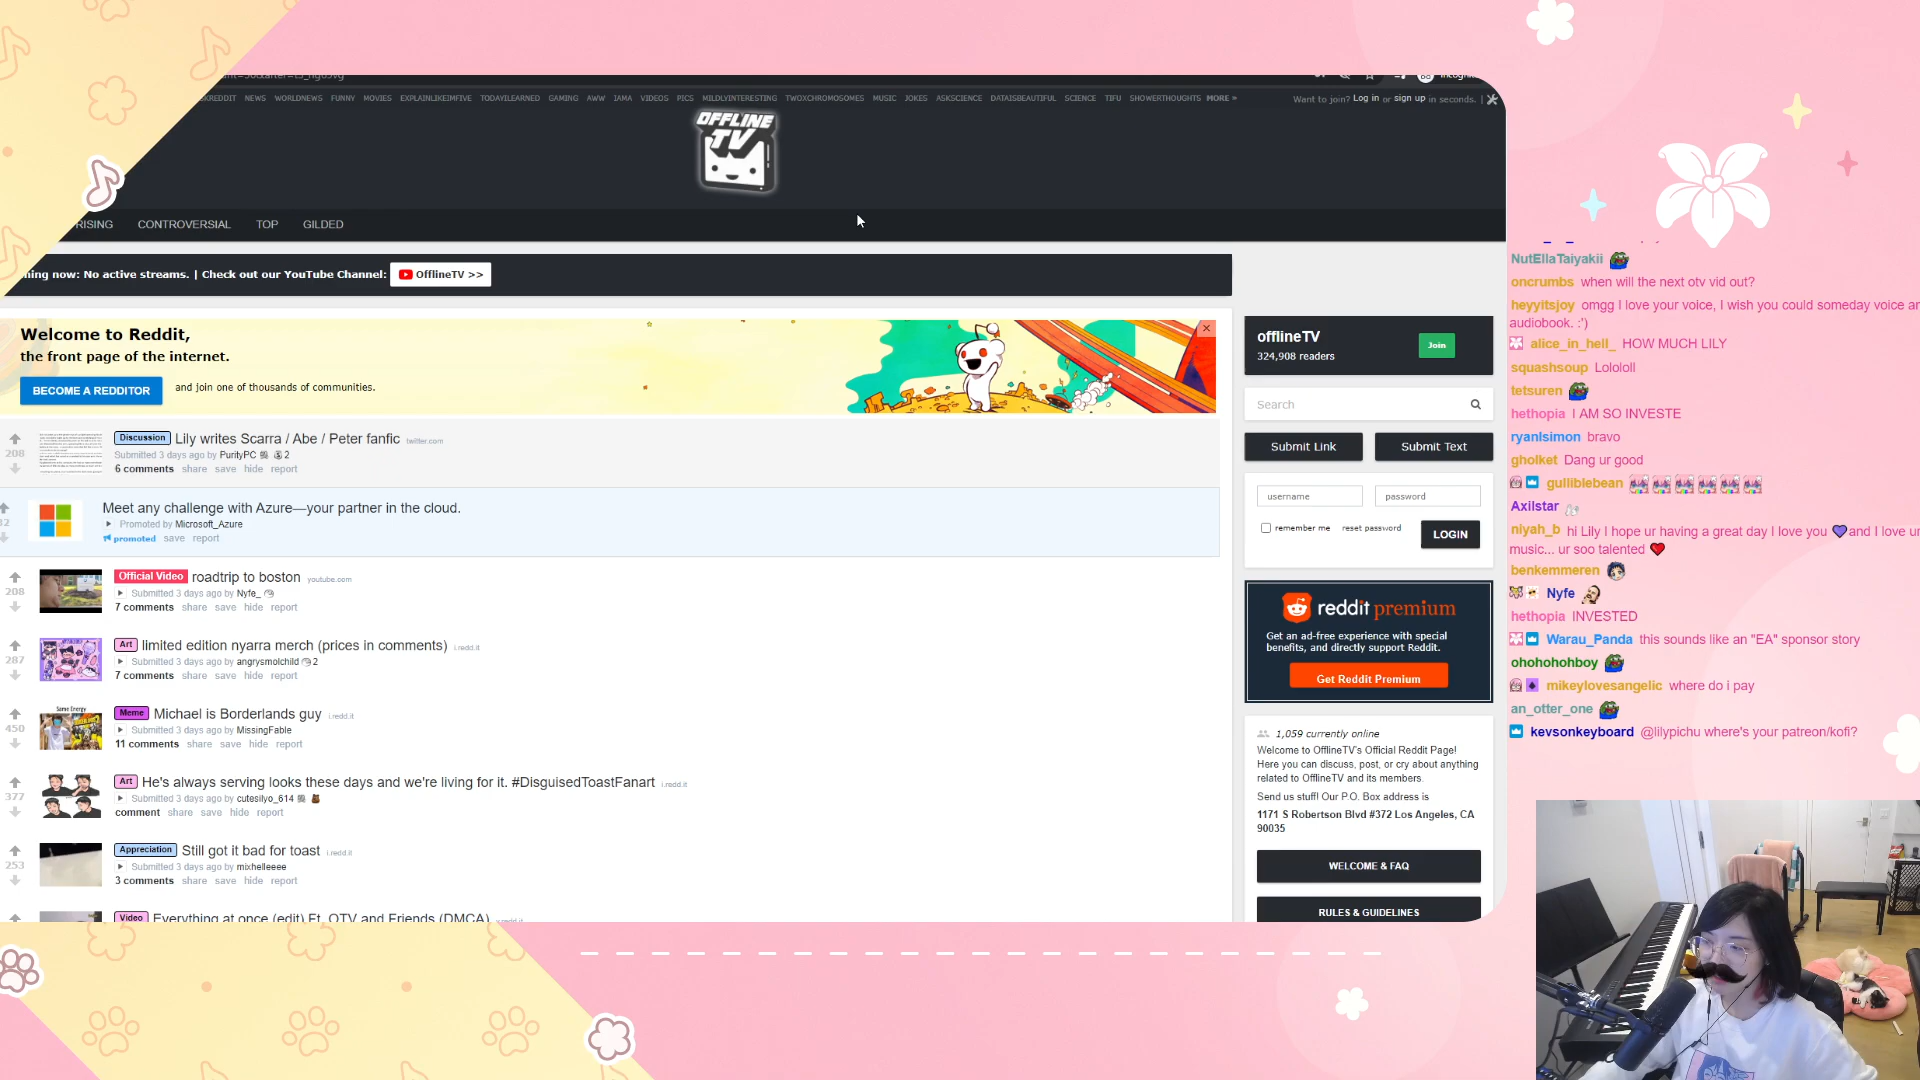 SKREDDIT NEWS WORLDNEWS FUNNY MOVIES EXPLAINLIKEIMFIVE TODAYILEARNED GAMING AWW IAMA VIDEOS PICS MILDLYINTERESTING TWOXCHROMOSOMES MUSIC JOKES ASKSCIENCE DATAISBEAUTIFUL SCIENCE TIFU SHOWERTHOUGHTS MORE »
Want to join? Log in or sign up in seconds. |
OFFLINE
TV
RISING CONTROVERSIAL TOP GILDED
ing now: No active streams. | Check out our YouTube Channel: OfflineTV >>
Welcome to Reddit,
the front page of the internet.
BECOME A REDDITOR and join one of thousands of communities.
208
Discussion Lily writes Scarra / Abe / Peter fanfic twitter.com
Submitted 3 days ago by PurityPC 2
6 comments share save hide report
Meet any challenge with Azure—your partner in the cloud.
Promoted by Microsoft_Azure
promoted save report
208
Official Video roadtrip to boston youtube.com
Submitted 3 days ago by Nyfe_
7 comments share save hide report
287
Art limited edition nyarra merch (prices in comments) i.redd.it
Submitted 3 days ago by angrysmolchild 2
7 comments share save hide report
450
Same Energy
Meme Michael is Borderlands guy i.redd.it
Submitted 3 days ago by MissingFable
11 comments share save hide report
377
Art He's always serving looks these days and we're living for it. #DisguisedToastFanart i.redd.it
Submitted 3 days ago by cutesilyo_614
comment share save hide report
253
Appreciation Still got it bad for toast i.redd.it
Submitted 3 days ago by mixhelleeee
3 comments share save hide report
Video Everything at once (edit) Ft. OTV and Friends (DMCA) v.redd.it
offlineTV
324,908 readers
Join
Search
Submit Link Submit Text
username password
remember me reset password LOGIN
reddit premium
Get an ad-free experience with special
benefits, and directly support Reddit.
Get Reddit Premium
1,059 currently online
Welcome to OfflineTV's Official Reddit Page!
Here you can discuss, post, or cry about anything
related to OfflineTV and its members.
Send us stuff! Our P.O. Box address is
1171 S Robertson Blvd #372 Los Angeles, CA
90035
WELCOME & FAQ
RULES & GUIDELINES
NutEllaTaiyakii
oncrumbs when will the next otv vid out?
heyyitsjoy omgg I love your voice, I wish you could someday voice an
audiobook. :')
alice_in_hell_ HOW MUCH LILY
squashsoup Lolololl
tetsuren
hethopia I AM SO INVESTE
ryanlsimon bravo
gholket Dang ur good
gulliblebean
Axilstar
niyah_b hi Lily I hope ur having a great day I love you and I love ur
music... ur soo talented
benkemmeren
Nyfe
hethopia INVESTED
Warau_Panda this sounds like an "EA" sponsor story
ohohohohboy
mikeylovesangelic where do i pay
an_otter_one
kevsonkeyboard @lilypichu where's your patreon/kofi?